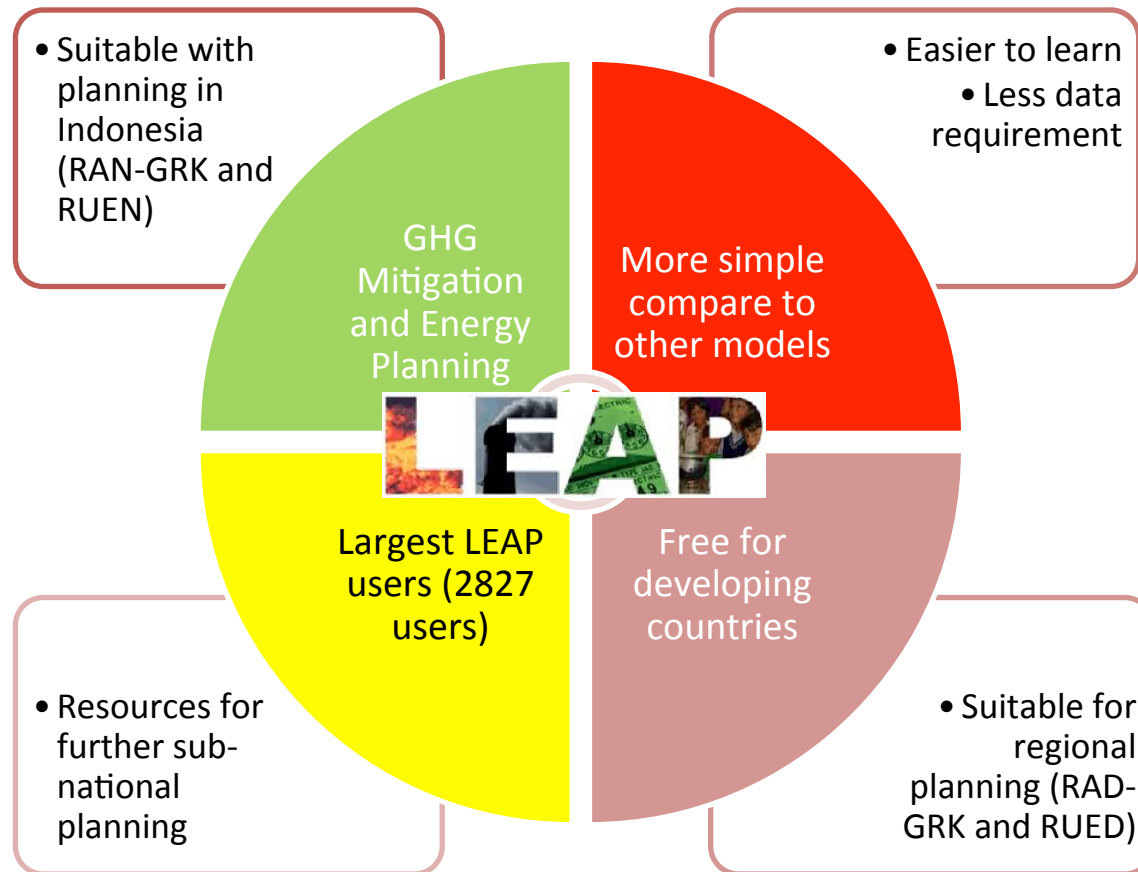 • Suitable with
planning in
Indonesia
(RAN-GRK and
RUEN)
• Easier to learn
• Less data
requirement
GHG
Mitigation
and Energy
Planning
More simple
compare to
other models
LEAP
Largest LEAP
users (2827
users)
Free for
developing
countries
• Resources for
further sub-
national
planning
• Suitable for
regional
planning (RAD-
GRK and RUED)